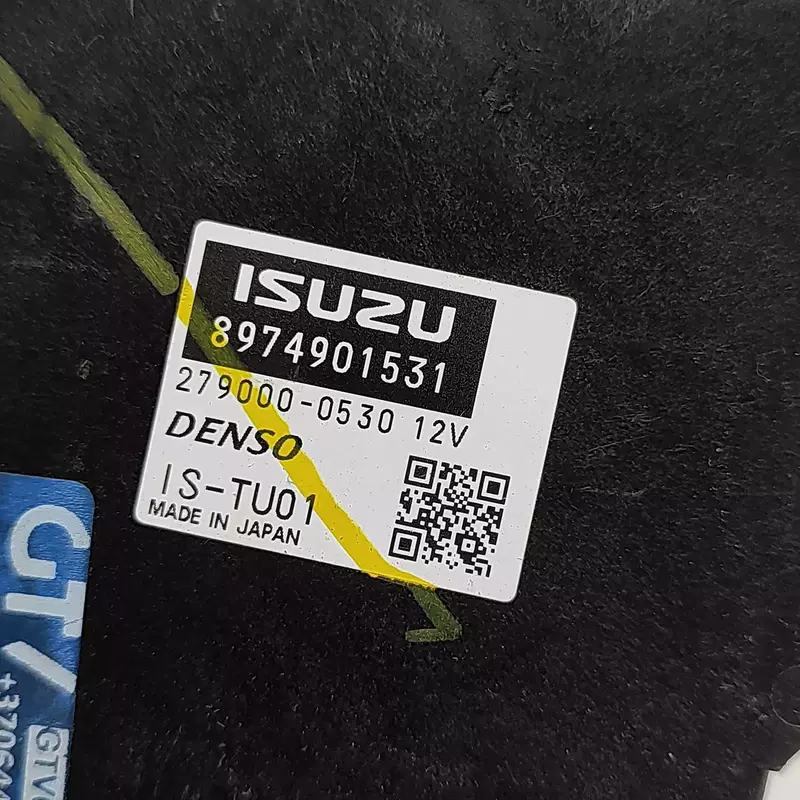 ISUZU
8974901531
279000-0530 12V
DENSO
IS-TU01
MADE IN JAPAN
GT/